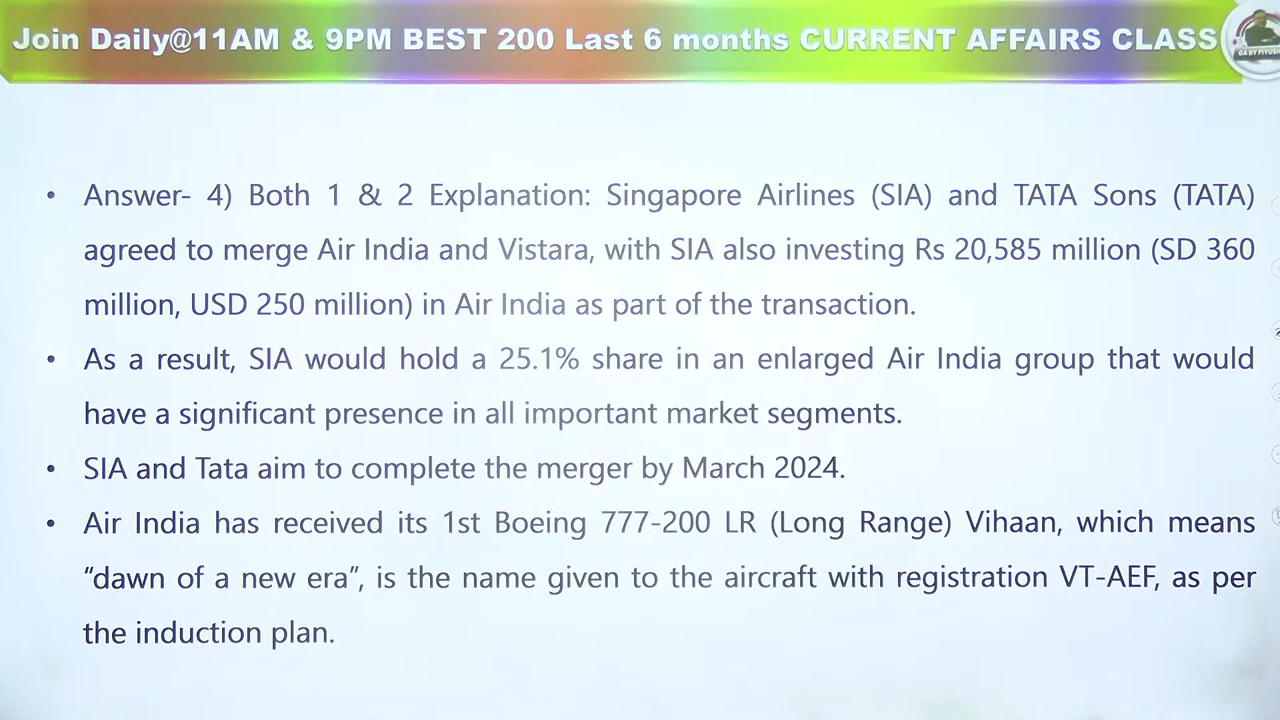 Join Daily@11AM & 9PM BEST 200 Last 6 months CURRENT AFFAIRS CLASS
GA BY PIYUSH
• Answer- 4) Both 1 & 2 Explanation: Singapore Airlines (SIA) and TATA Sons (TATA)
agreed to merge Air India and Vistara, with SIA also investing Rs 20,585 million (SD 360
million, USD 250 million) in Air India as part of the transaction.
• As a result, SIA would hold a 25.1% share in an enlarged Air India group that would
have a significant presence in all important market segments.
• SIA and Tata aim to complete the merger by March 2024.
• Air India has received its 1st Boeing 777-200 LR (Long Range) Vihaan, which means
“dawn of a new era”, is the name given to the aircraft with registration VT-AEF, as per
the induction plan.